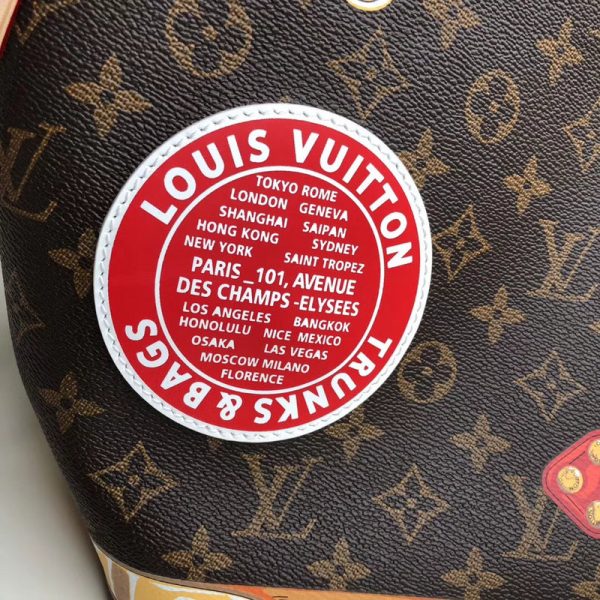 LOUIS VUITTON
TOKYO ROME
LONDON GENEVA
SHANGHAI SAIPAN
HONG KONG SYDNEY
NEW YORK SAINT TROPEZ
PARIS_101, AVENUE
DES CHAMPS-ELYSEES
LOS ANGELES BANGKOK
HONOLULU NICE MEXICO
OSAKA LAS VEGAS
MOSCOW MILANO
FLORENCE
TRUNKS & BAGS